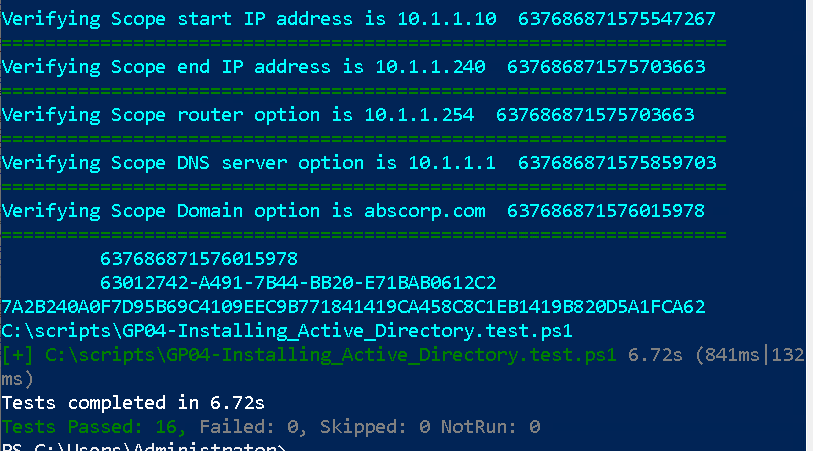 Verifying Scope start IP address is 10.1.1.10  637686871575547267
==================================================================
Verifying Scope end IP address is 10.1.1.240  637686871575703663
==================================================================
Verifying Scope router option is 10.1.1.254  637686871575703663
==================================================================
Verifying Scope DNS server option is 10.1.1.1  637686871575859703
==================================================================
Verifying Scope Domain option is abscorp.com  637686871576015978
==================================================================
637686871576015978
63012742-A491-7B44-BB20-E71BAB0612C2
7A2B240A0F7D95B69C4109EEC9B771841419CA458C8C1EB1419B820D5A1FCA62
C:\scripts\GP04-Installing_Active_Directory.test.ps1
[+] C:\scripts\GP04-Installing_Active_Directory.test.ps1 6.72s (841ms|132
ms)
Tests completed in 6.72s
Tests Passed: 16, Failed: 0, Skipped: 0 NotRun: 0
PS C:\Users\Administrator>